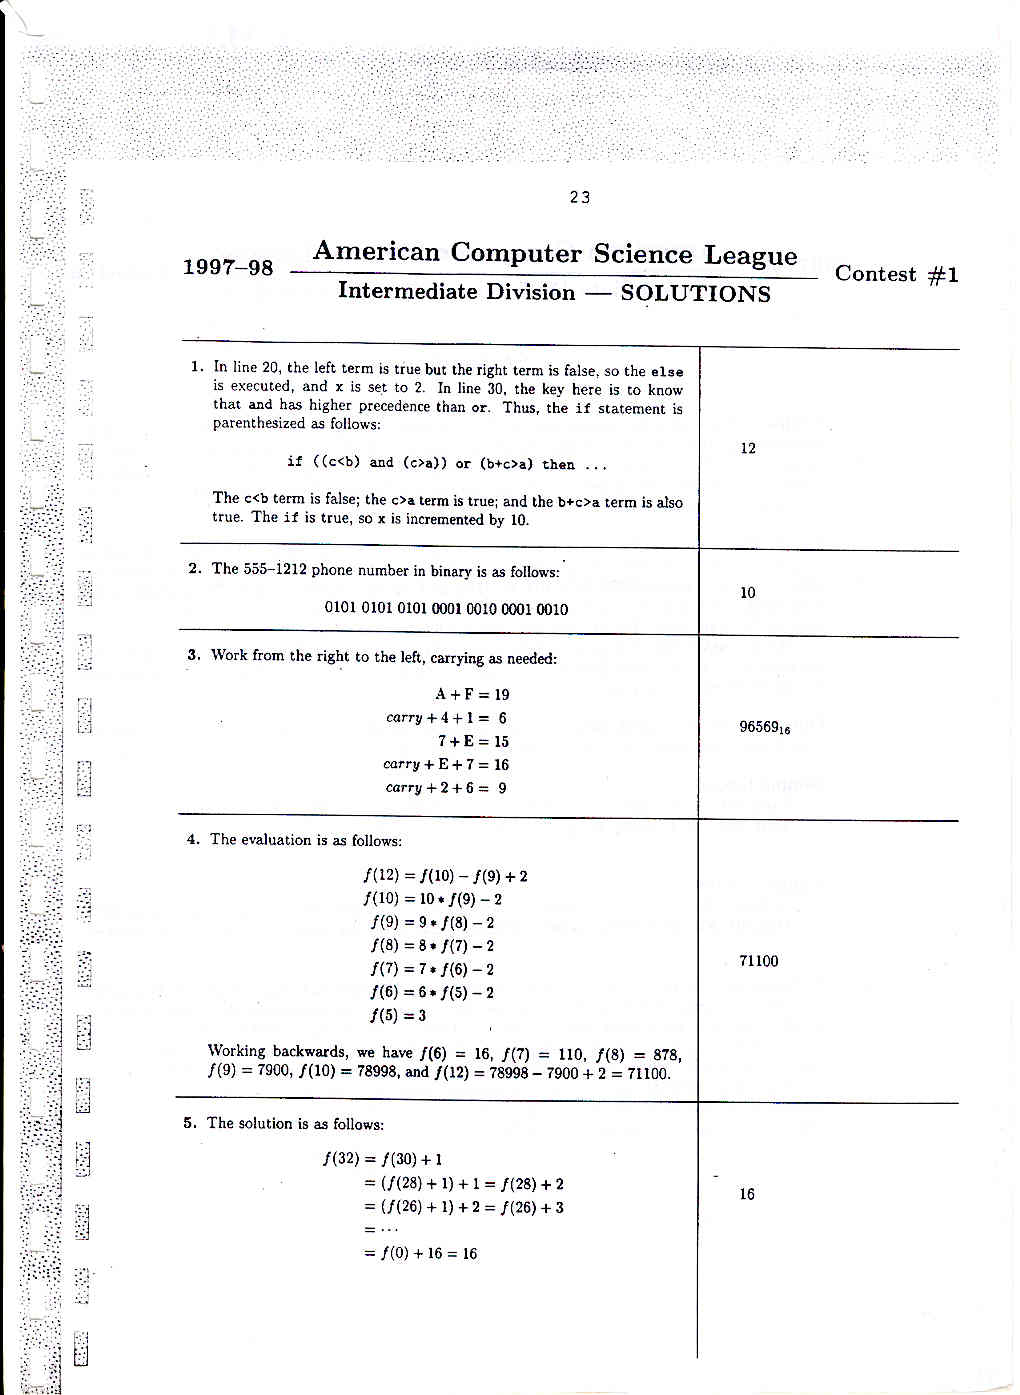 23
1997–98 American Computer Science League Contest #1
Intermediate Division — SOLUTIONS
1. In line 20, the left term is true but the right term is false, so the else
is executed, and x is set to 2. In line 30, the key here is to know
that and has higher precedence than or. Thus, the if statement is
parenthesized as follows:
if ((c<b) and (c>a)) or (b+c>a) then ...
The c<b term is false; the c>a term is true; and the b+c>a term is also
true. The if is true, so x is incremented by 10.
12
2. The 555–1212 phone number in binary is as follows:
0101 0101 0101 0001 0010 0001 0010
10
3. Work from the right to the left, carrying as needed:
A + F = 19
carry + 4 + 1 = 6
7 + E = 15
carry + E + 7 = 16
carry + 2 + 6 = 9
96569₁₆
4. The evaluation is as follows:
f(12) = f(10) − f(9) + 2
f(10) = 10 * f(9) − 2
f(9) = 9 * f(8) − 2
f(8) = 8 * f(7) − 2
f(7) = 7 * f(6) − 2
f(6) = 6 * f(5) − 2
f(5) = 3
Working backwards, we have f(6) = 16, f(7) = 110, f(8) = 878,
f(9) = 7900, f(10) = 78998, and f(12) = 78998 − 7900 + 2 = 71100.
71100
5. The solution is as follows:
f(32) = f(30) + 1
= (f(28) + 1) + 1 = f(28) + 2
= (f(26) + 1) + 2 = f(26) + 3
= ···
= f(0) + 16 = 16
16